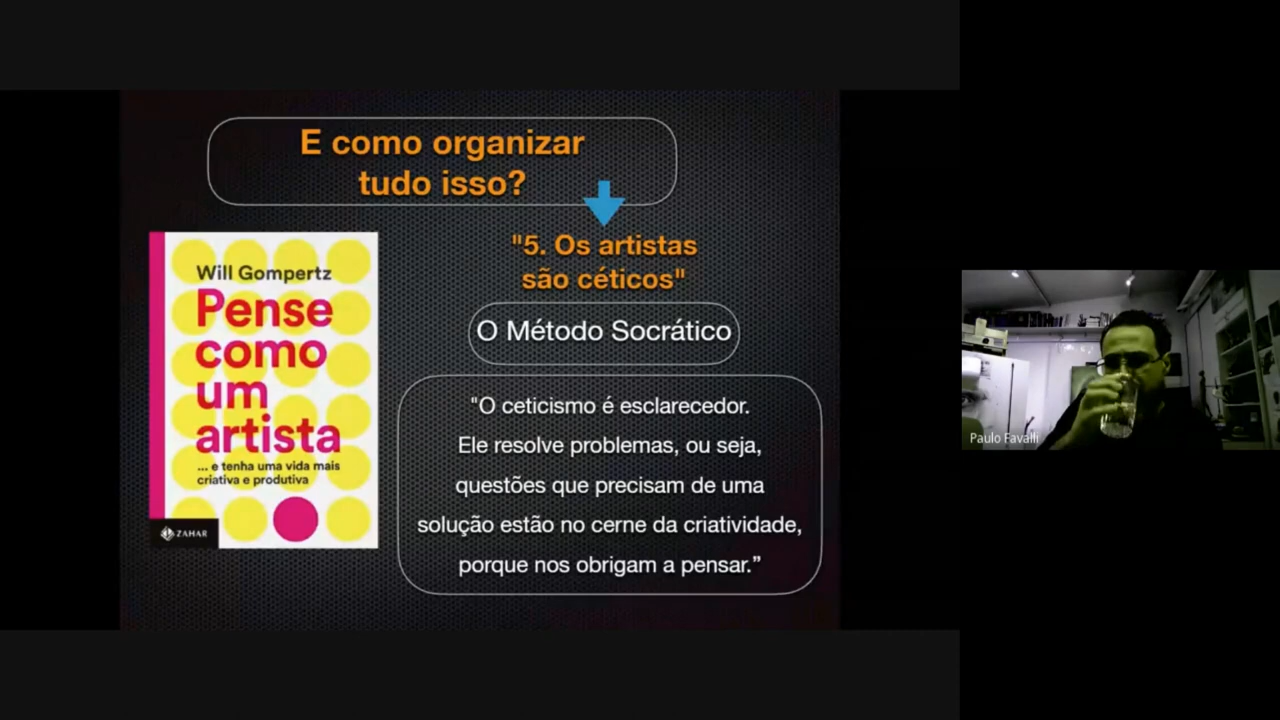 E como organizar
tudo isso?
"5. Os artistas
são céticos"
O Método Socrático
"O ceticismo é esclarecedor.
Ele resolve problemas, ou seja,
questões que precisam de uma
solução estão no cerne da criatividade,
porque nos obrigam a pensar.”
Will Gompertz
Pense
como
um
artista
... e tenha uma vida mais
criativa e produtiva
ZAHAR
Paulo Favalli